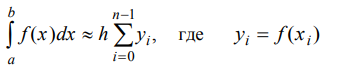 ∫_a^b f(x)dx ≈ h ∑_{i=0}^{n−1} y_i, где y_i = f(x_i)